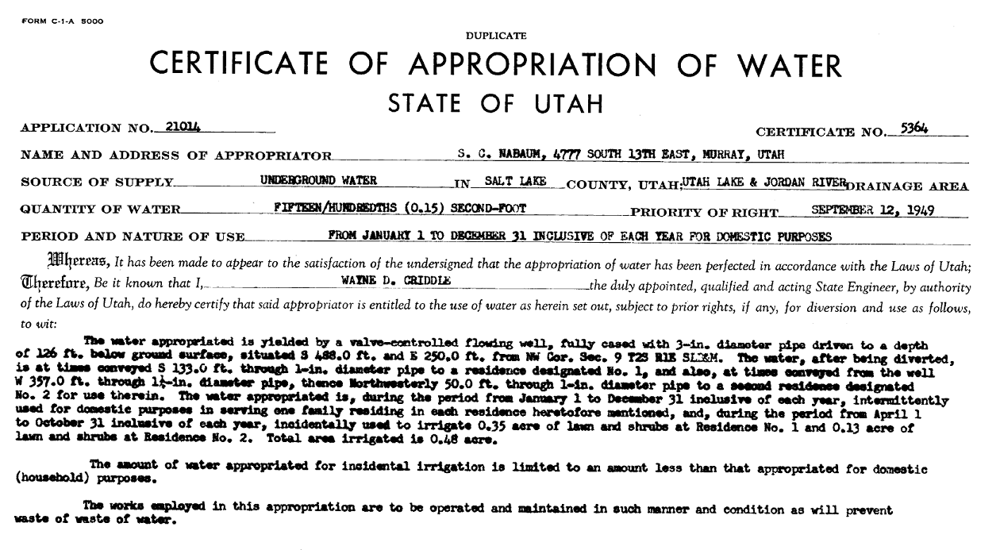 FORM C-1-A 5000
DUPLICATE
CERTIFICATE OF APPROPRIATION OF WATER
STATE OF UTAH
APPLICATION NO. 21014 CERTIFICATE NO. 5364
NAME AND ADDRESS OF APPROPRIATOR S. C. NABAUM, 4777 SOUTH 13TH EAST, MURRAY, UTAH
SOURCE OF SUPPLY UNDERGROUND WATER IN SALT LAKE COUNTY, UTAH; UTAH LAKE & JORDAN RIVER DRAINAGE AREA
QUANTITY OF WATER FIFTEEN/HUNDREDTHS (0.15) SECOND-FOOT PRIORITY OF RIGHT SEPTEMBER 12, 1949
PERIOD AND NATURE OF USE FROM JANUARY 1 TO DECEMBER 31 INCLUSIVE OF EACH YEAR FOR DOMESTIC PURPOSES
Whereas, It has been made to appear to the satisfaction of the undersigned that the appropriation of water has been perfected in accordance with the Laws of Utah;
Therefore, Be it known that I, WAYNE D. CRIDDLE the duly appointed, qualified and acting State Engineer, by authority
of the Laws of Utah, do hereby certify that said appropriator is entitled to the use of water as herein set out, subject to prior rights, if any, for diversion and use as follows,
to wit:
The water appropriated is yielded by a valve-controlled flowing well, fully cased with 3-in. diameter pipe driven to a depth
of 126 ft. below ground surface, situated S 488.0 ft. and E 250.0 ft. from NW Cor. Sec. 9 T2S R1E SLB&M. The water, after being diverted,
is at times conveyed S 133.0 ft. through 1-in. diameter pipe to a residence designated No. 1, and also, at times conveyed from the well
W 357.0 ft. through 1¼-in. diameter pipe, thence Northwesterly 50.0 ft. through 1-in. diameter pipe to a second residence designated
No. 2 for use therein. The water appropriated is, during the period from January 1 to December 31 inclusive of each year, intermittently
used for domestic purposes in serving one family residing in each residence heretofore mentioned, and, during the period from April 1
to October 31 inclusive of each year, incidentally used to irrigate 0.35 acre of lawn and shrubs at Residence No. 1 and 0.13 acre of
lawn and shrubs at Residence No. 2. Total area irrigated is 0.48 acre.
The amount of water appropriated for incidental irrigation is limited to an amount less than that appropriated for domestic
(household) purposes.
The works employed in this appropriation are to be operated and maintained in such manner and condition as will prevent
waste of waste of water.